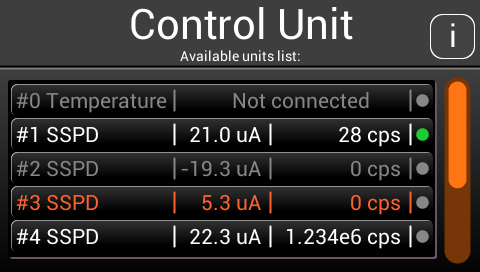 Control Unit
i
Available units list:
#0 Temperature | Not connected |
#1 SSPD | 21.0 uA | 28 cps |
#2 SSPD | -19.3 uA | 0 cps |
#3 SSPD | 5.3 uA | 0 cps |
#4 SSPD | 22.3 uA | 1.234e6 cps |